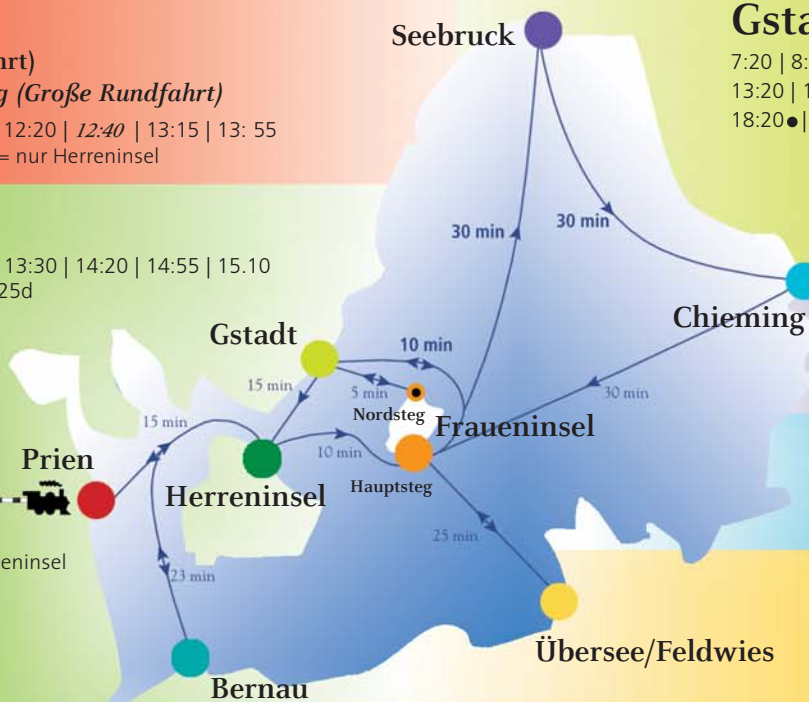 hrt)
g (Große Rundfahrt)
12:20 | 12:40 | 13:15 | 13: 55
= nur Herreninsel
13:30 | 14:20 | 14:55 | 15.10
25d
eninsel
Gsta
7:20 | 8:
13:20 | 1
18:20●|
Seebruck
30 min
30 min
Chieming
30 min
Gstadt
10 min
15 min
5 min
Nordsteg
Fraueninsel
15 min
10 min
Prien
Herreninsel
Hauptsteg
25 min
23 min
Übersee/Feldwies
Bernau